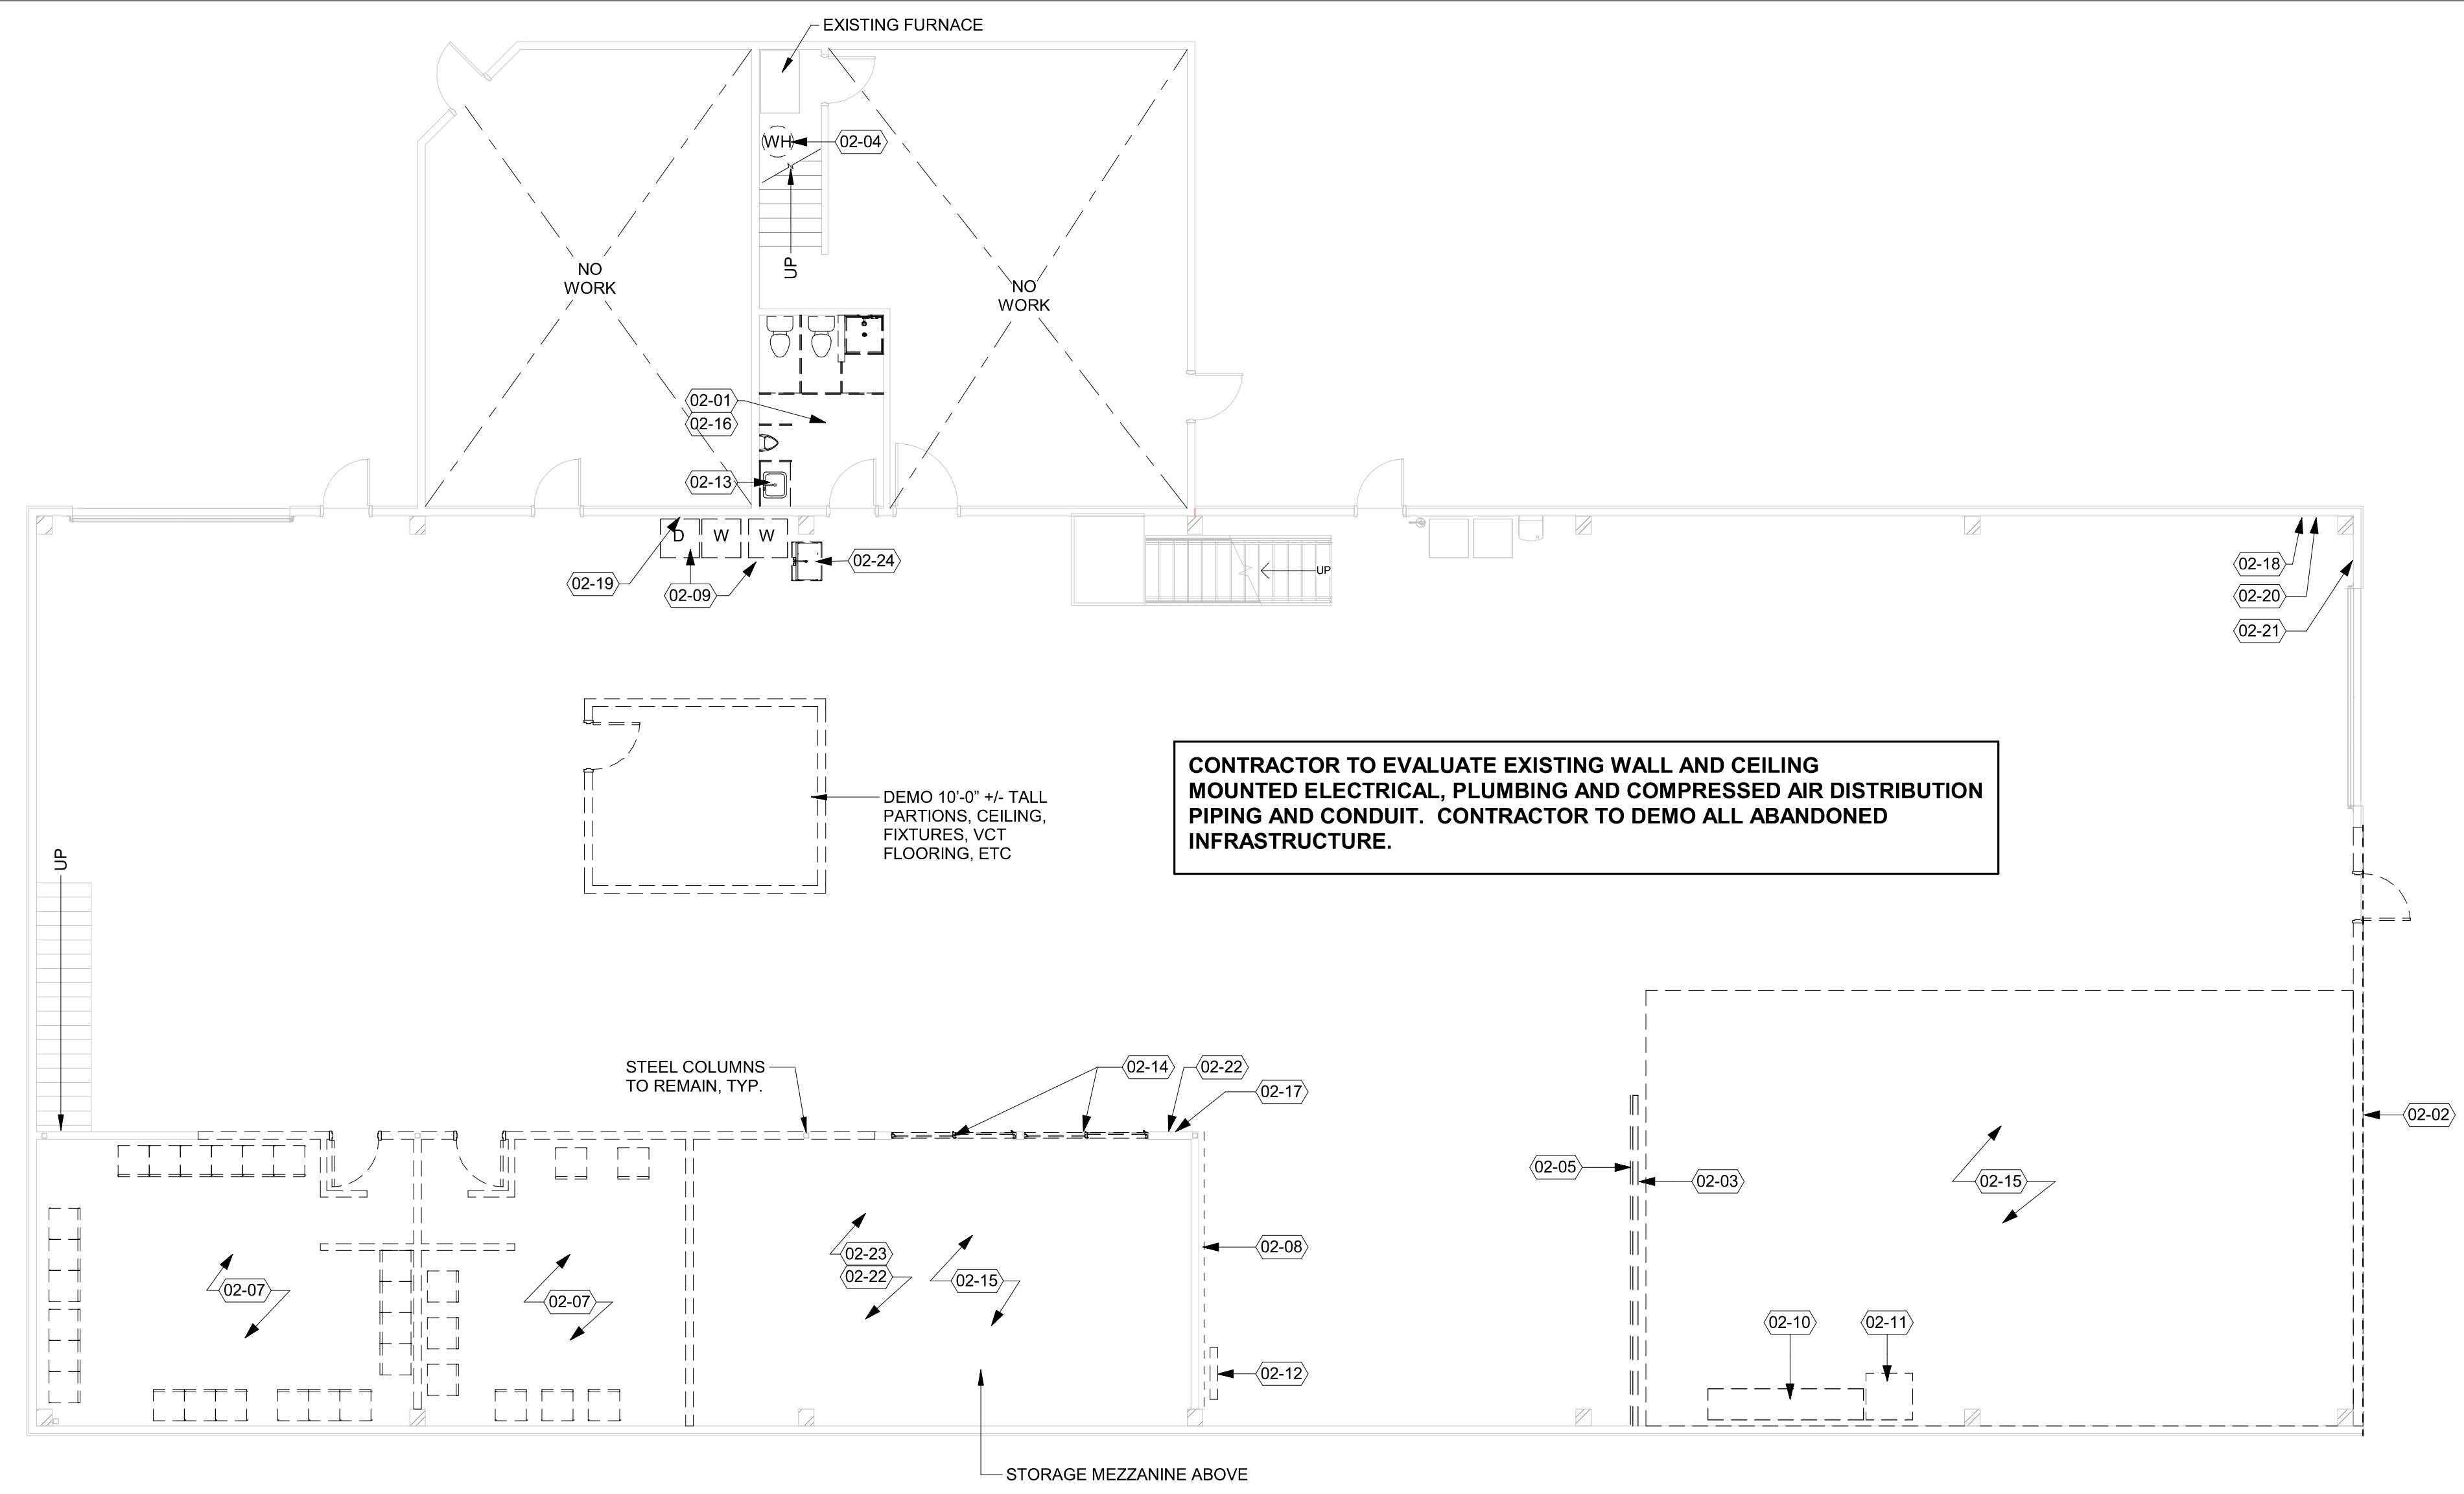 EXISTING FURNACE
WH
02-04
UP
NO
WORK
NO
WORK
02-01
02-16
02-13
D
W
W
02-24
02-19
02-09
UP
02-18
02-20
02-21
CONTRACTOR TO EVALUATE EXISTING WALL AND CEILING
MOUNTED ELECTRICAL, PLUMBING AND COMPRESSED AIR DISTRIBUTION
PIPING AND CONDUIT. CONTRACTOR TO DEMO ALL ABANDONED
INFRASTRUCTURE.
DEMO 10'-0" +/- TALL
PARTIONS, CEILING,
FIXTURES, VCT
FLOORING, ETC
UP
STEEL COLUMNS
TO REMAIN, TYP.
02-14
02-22
02-17
02-02
02-05
02-03
02-15
02-23
02-22
02-15
02-08
02-07
02-07
02-10
02-11
02-12
STORAGE MEZZANINE ABOVE